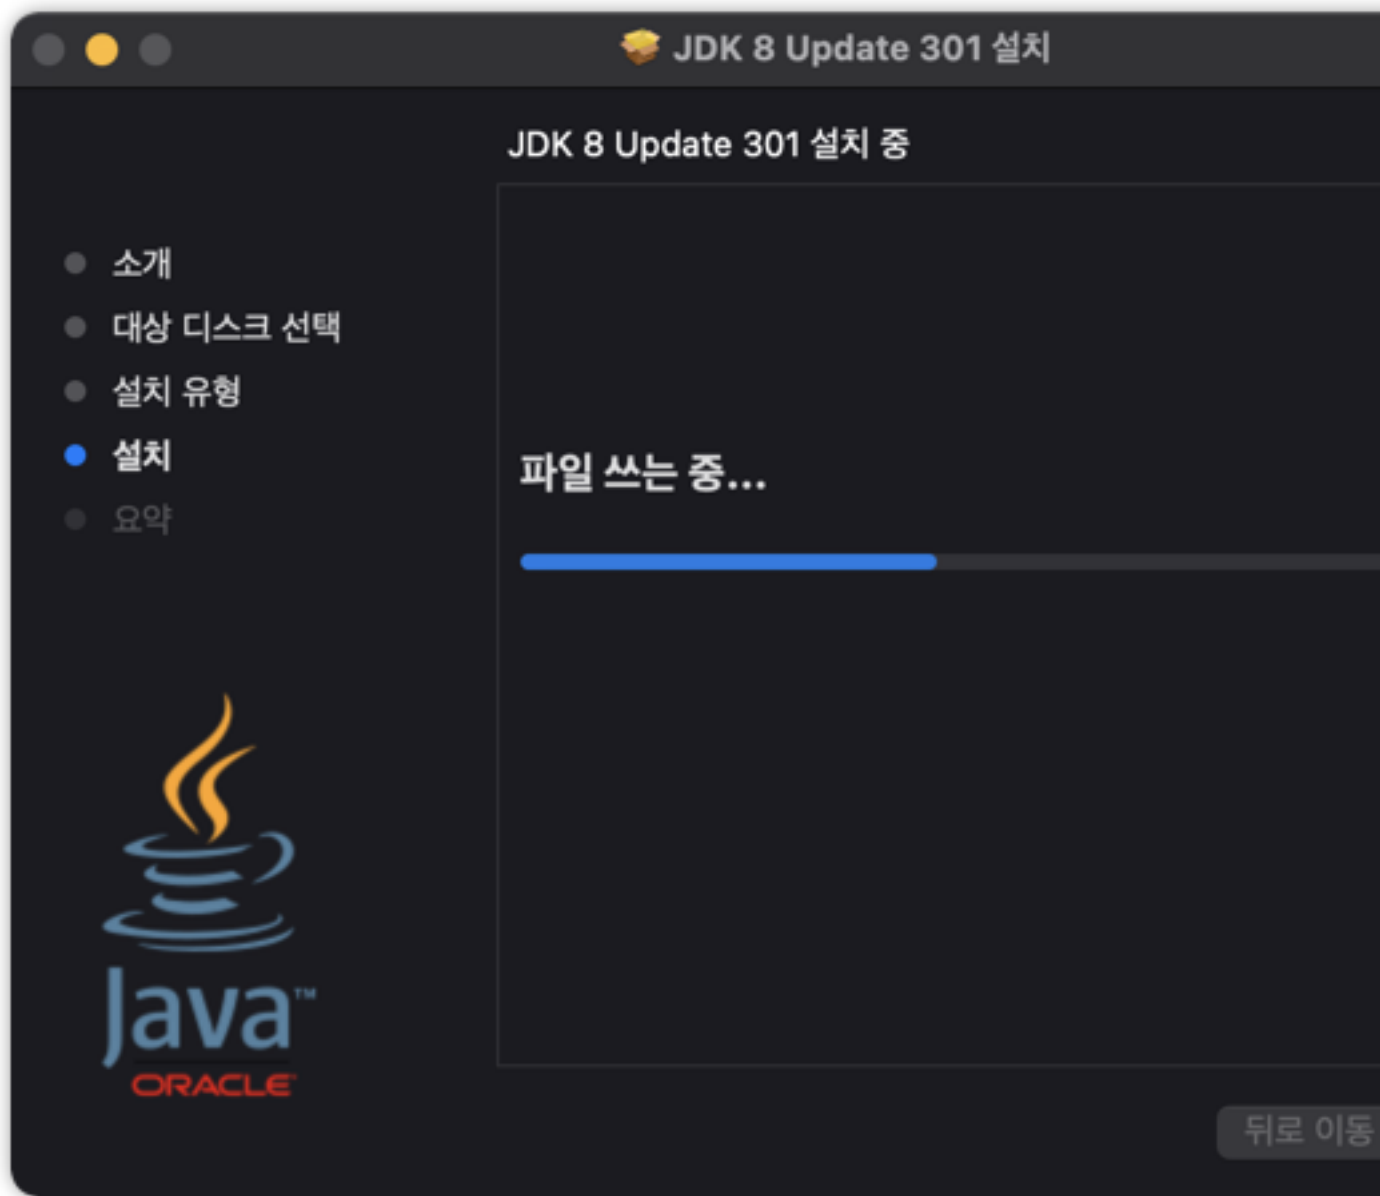 JDK 8 Update 301 설치
JDK 8 Update 301 설치 중
소개
대상 디스크 선택
설치 유형
설치
요약
파일 쓰는 중...
Java™
ORACLE
뒤로 이동